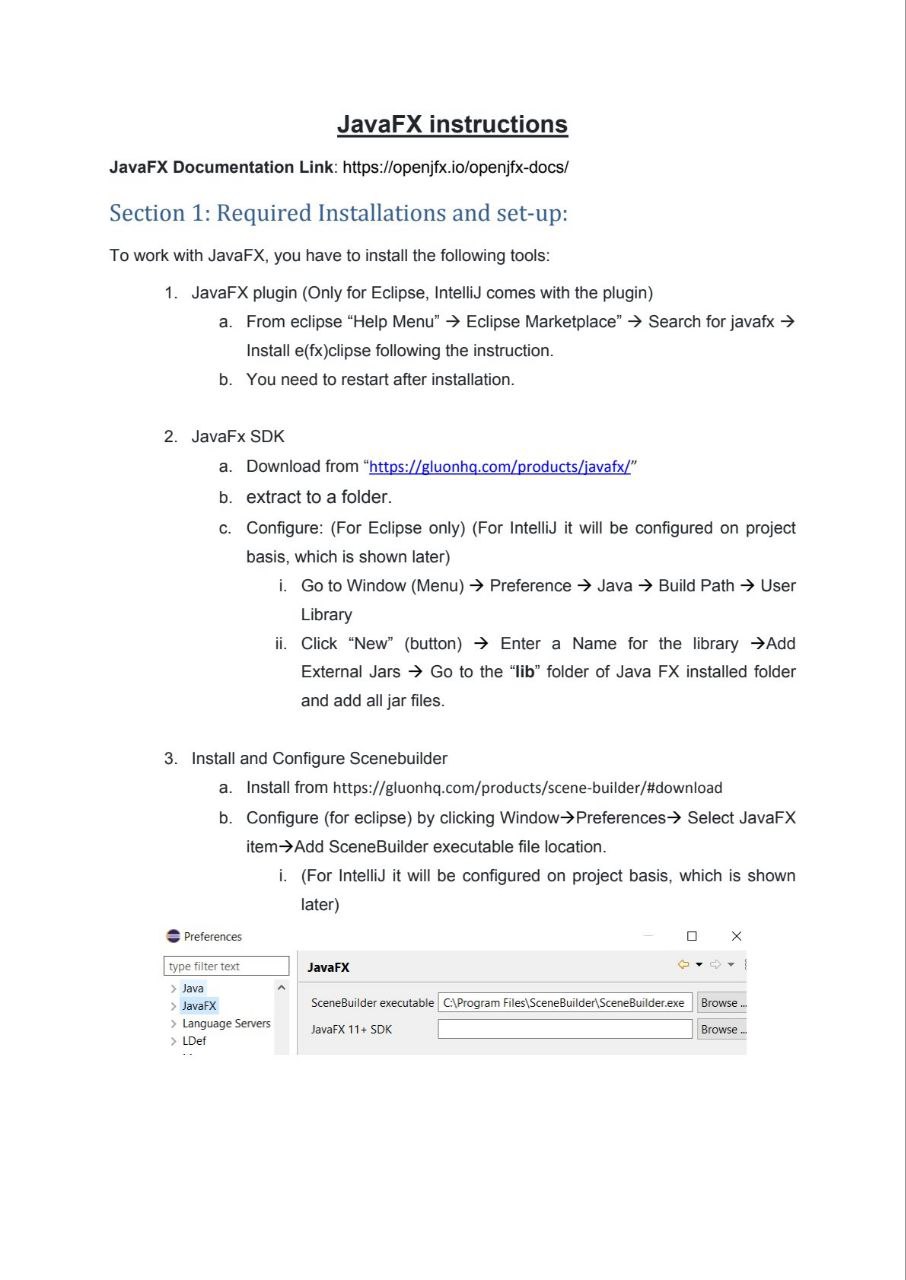 JavaFX instructions
JavaFX Documentation Link: https://openjfx.io/openjfx-docs/
Section 1: Required Installations and set-up:
To work with JavaFX, you have to install the following tools:
1. JavaFX plugin (Only for Eclipse, IntelliJ comes with the plugin)
a. From eclipse “Help Menu” → Eclipse Marketplace” → Search for javafx →
Install e(fx)clipse following the instruction.
b. You need to restart after installation.
2. JavaFx SDK
a. Download from “https://gluonhq.com/products/javafx/”
b. extract to a folder.
c. Configure: (For Eclipse only) (For IntelliJ it will be configured on project
basis, which is shown later)
i. Go to Window (Menu) → Preference → Java → Build Path → User
Library
ii. Click “New” (button) → Enter a Name for the library →Add
External Jars → Go to the “lib” folder of Java FX installed folder
and add all jar files.
3. Install and Configure Scenebuilder
a. Install from https://gluonhq.com/products/scene-builder/#download
b. Configure (for eclipse) by clicking Window→Preferences→ Select JavaFX
item→Add SceneBuilder executable file location.
i. (For IntelliJ it will be configured on project basis, which is shown
later)
Preferences
type filter text
JavaFX
Java
JavaFX
Language Servers
LDef
SceneBuilder executable C:\Program Files\SceneBuilder\SceneBuilder.exe Browse ...
JavaFX 11+ SDK Browse ...